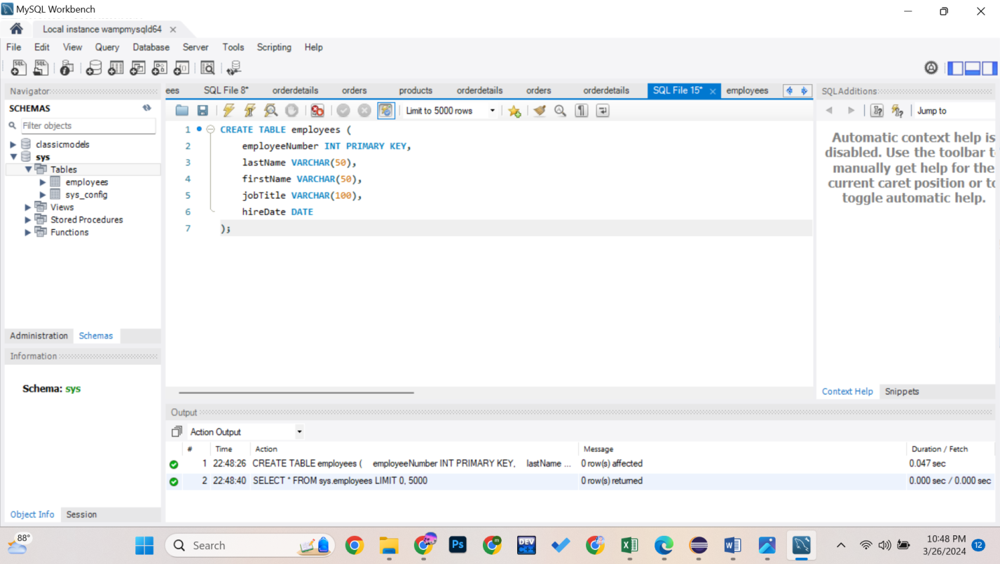 MySQL Workbench
Local instance wampmysqld64
File Edit View Query Database Server Tools Scripting Help
Navigator
SCHEMAS
Filter objects
classicmodels
sys
Tables
employees
sys_config
Views
Stored Procedures
Functions
Administration Schemas
Information
Schema: sys
Object Info Session
ees SQL File 8* orderdetails orders products orderdetails orders orderdetails SQL File 15* employees
Limit to 5000 rows
1 CREATE TABLE employees (
2 employeeNumber INT PRIMARY KEY,
3 lastName VARCHAR(50),
4 firstName VARCHAR(50),
5 jobTitle VARCHAR(100),
6 hireDate DATE
7 );
SQLAdditions
Jump to
Automatic context help is
disabled. Use the toolbar t
manually get help for the
current caret position or to
toggle automatic help.
Context Help Snippets
Output
Action Output
# Time Action Message Duration / Fetch
1 22:48:26 CREATE TABLE employees ( employeeNumber INT PRIMARY KEY, lastName ... 0 row(s) affected 0.047 sec
2 22:48:40 SELECT * FROM sys.employees LIMIT 0, 5000 0 row(s) returned 0.000 sec / 0.000 sec
88°
Search
Ps
DEV
10:48 PM
3/26/2024
12